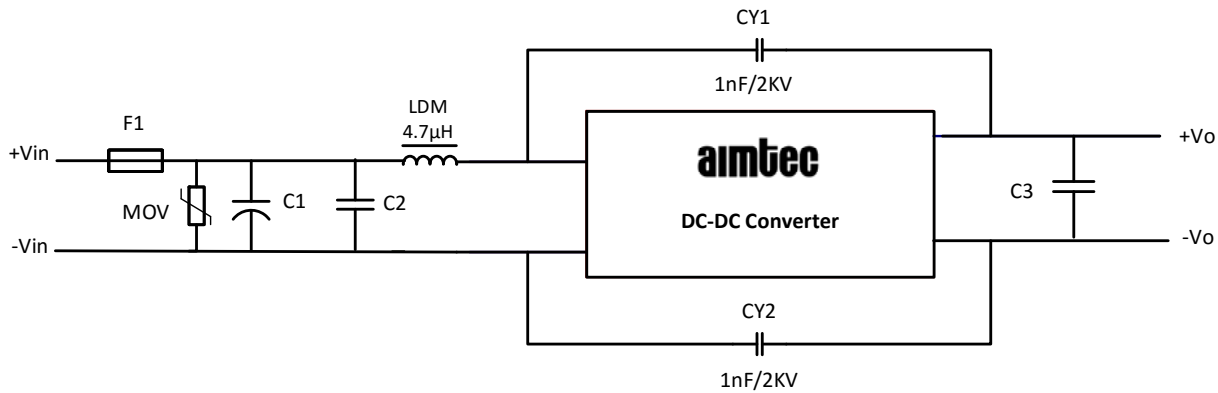 CY1
1nF/2KV
LDM
4.7µH
F1
+Vin
+Vo
aimtec
MOV
C1
C2
C3
DC-DC Converter
-Vin
-Vo
CY2
1nF/2KV